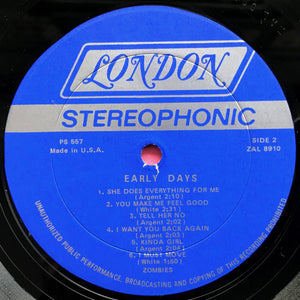 LONDON
STEREOPHONIC
PS 557
Made in U.S.A.
SIDE 2
ZAL 8910
EARLY DAYS
1. SHE DOES EVERYTHING FOR ME
(Argent 2:10)
2. YOU MAKE ME FEEL GOOD
(White 2:31)
3. TELL HER NO
(Argent 2:03)
4. I WANT YOU BACK AGAIN
(Argent 2:03)
5. KINDA GIRL
(Argent 2:04)
6. I MUST MOVE
(White 1:50)
ZOMBIES
UNAUTHORIZED PUBLIC PERFORMANCE, BROADCASTING AND COPYING OF THIS RECORDING PROHIBITED